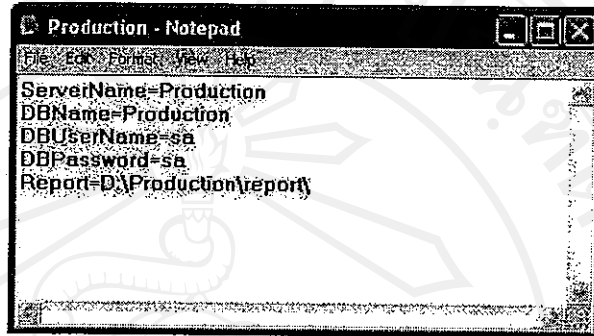 Production - Notepad
File Edit Format View Help
ServerName=Production
DBName=Production
DBUserName=sa
DBPassword=sa
Report=D:\Production\report\